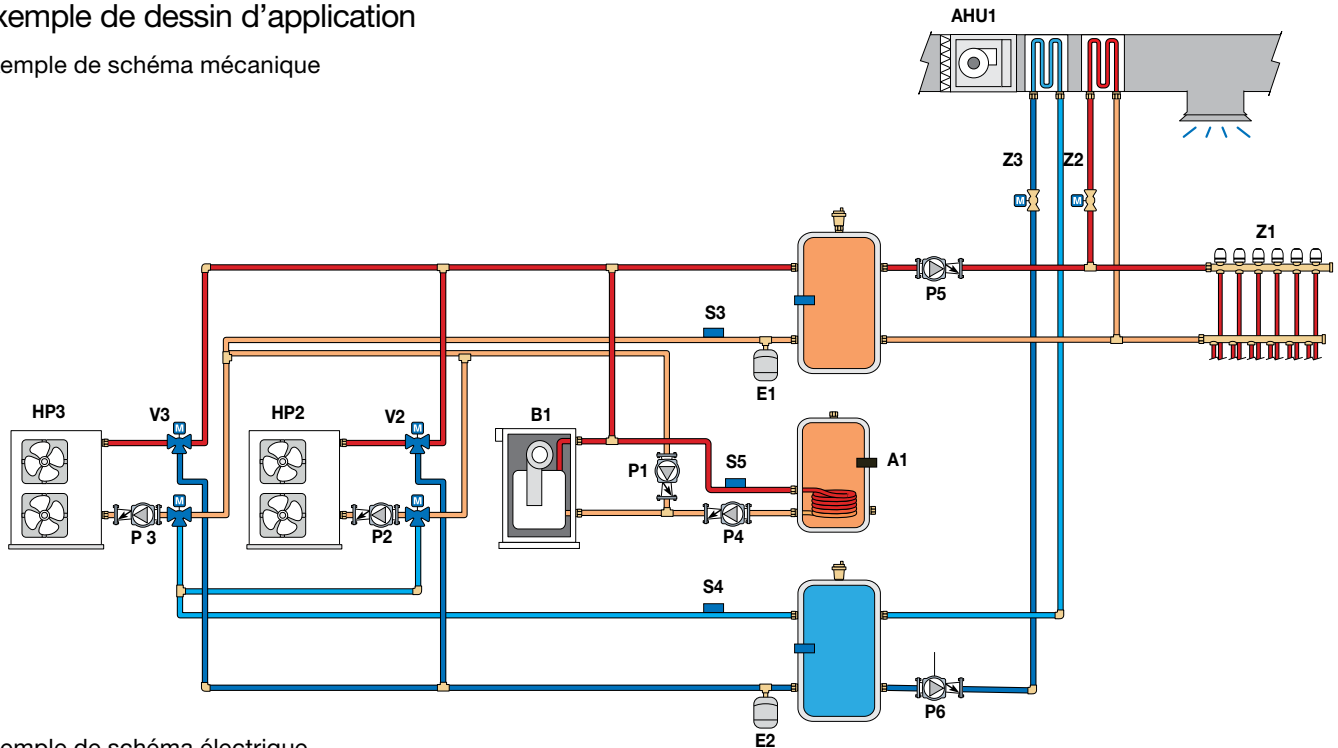 xemple de dessin d’application
emple de schéma mécanique
AHU1
Z3
Z2
M
M
Z1
P5
S3
E1
HP3
V3
M
HP2
V2
M
B1
P1
S5
A1
M
M
P 3
P2
P4
S4
P6
E2
emple de schéma électrique